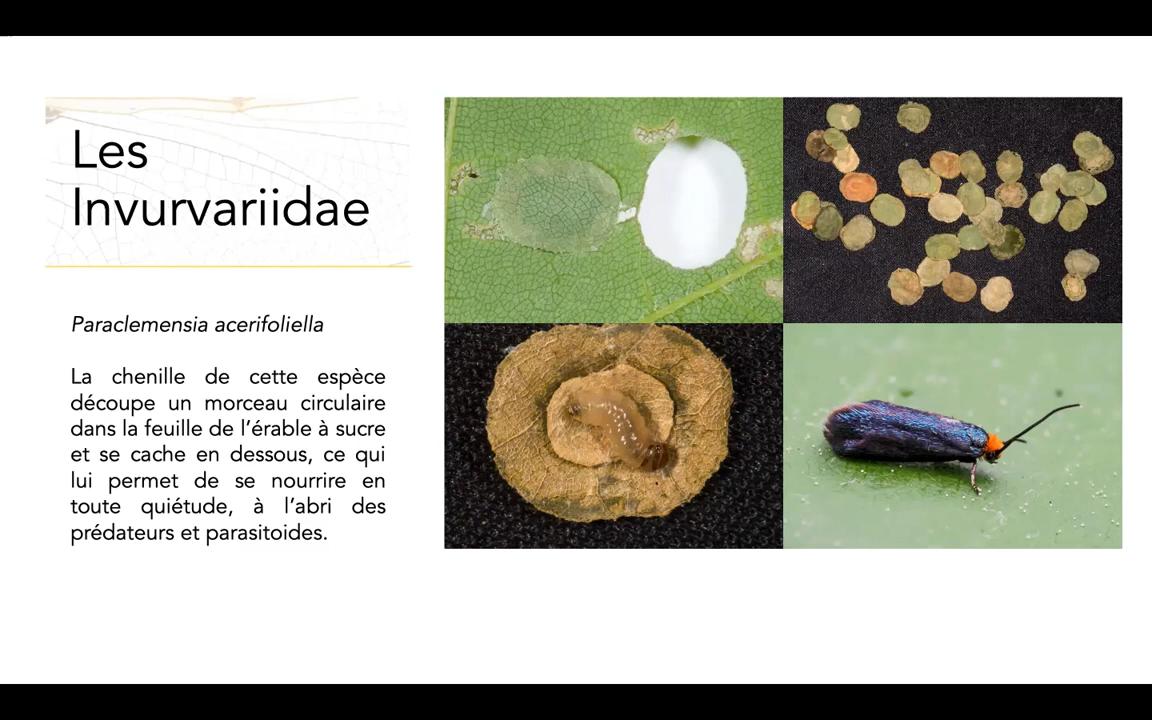 Les
Invurvariidae
Paraclemensia acerifoliella
La chenille de cette espèce
découpe un morceau circulaire
dans la feuille de l’érable à sucre
et se cache en dessous, ce qui
lui permet de se nourrire en
toute quiétude, à l’abri des
prédateurs et parasitoides.